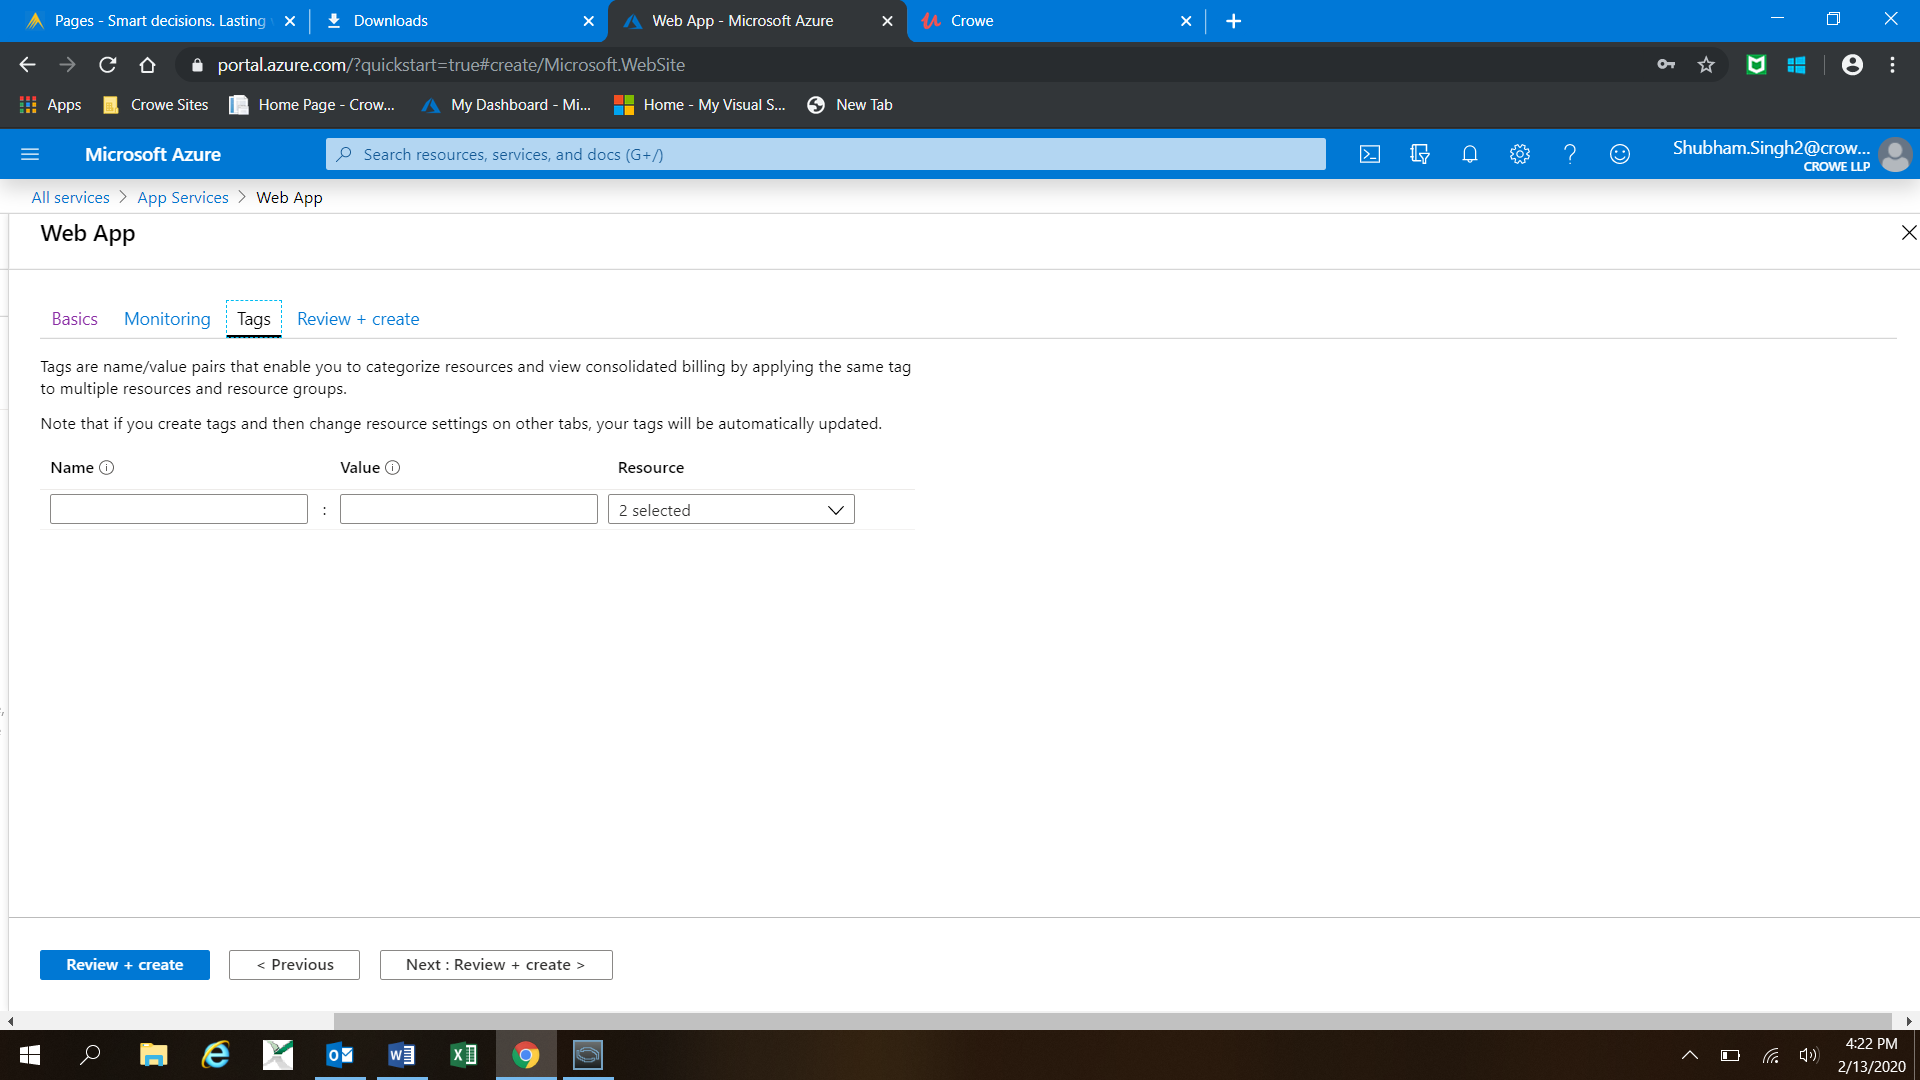 Pages - Smart decisions. Lasting
Downloads
Web App - Microsoft Azure
Crowe
portal.azure.com/?quickstart=true#create/Microsoft.WebSite
Apps
Crowe Sites
Home Page - Crow...
My Dashboard - Mi...
Home - My Visual S...
New Tab
Microsoft Azure
Search resources, services, and docs (G+/)
Shubham.Singh2@crow...
CROWE LLP
All services > App Services > Web App
Web App
Basics
Monitoring
Tags
Review + create
Tags are name/value pairs that enable you to categorize resources and view consolidated billing by applying the same tag
to multiple resources and resource groups.
Note that if you create tags and then change resource settings on other tabs, your tags will be automatically updated.
Name
Value
Resource
:
2 selected
Review + create
< Previous
Next : Review + create >
4:22 PM
2/13/2020